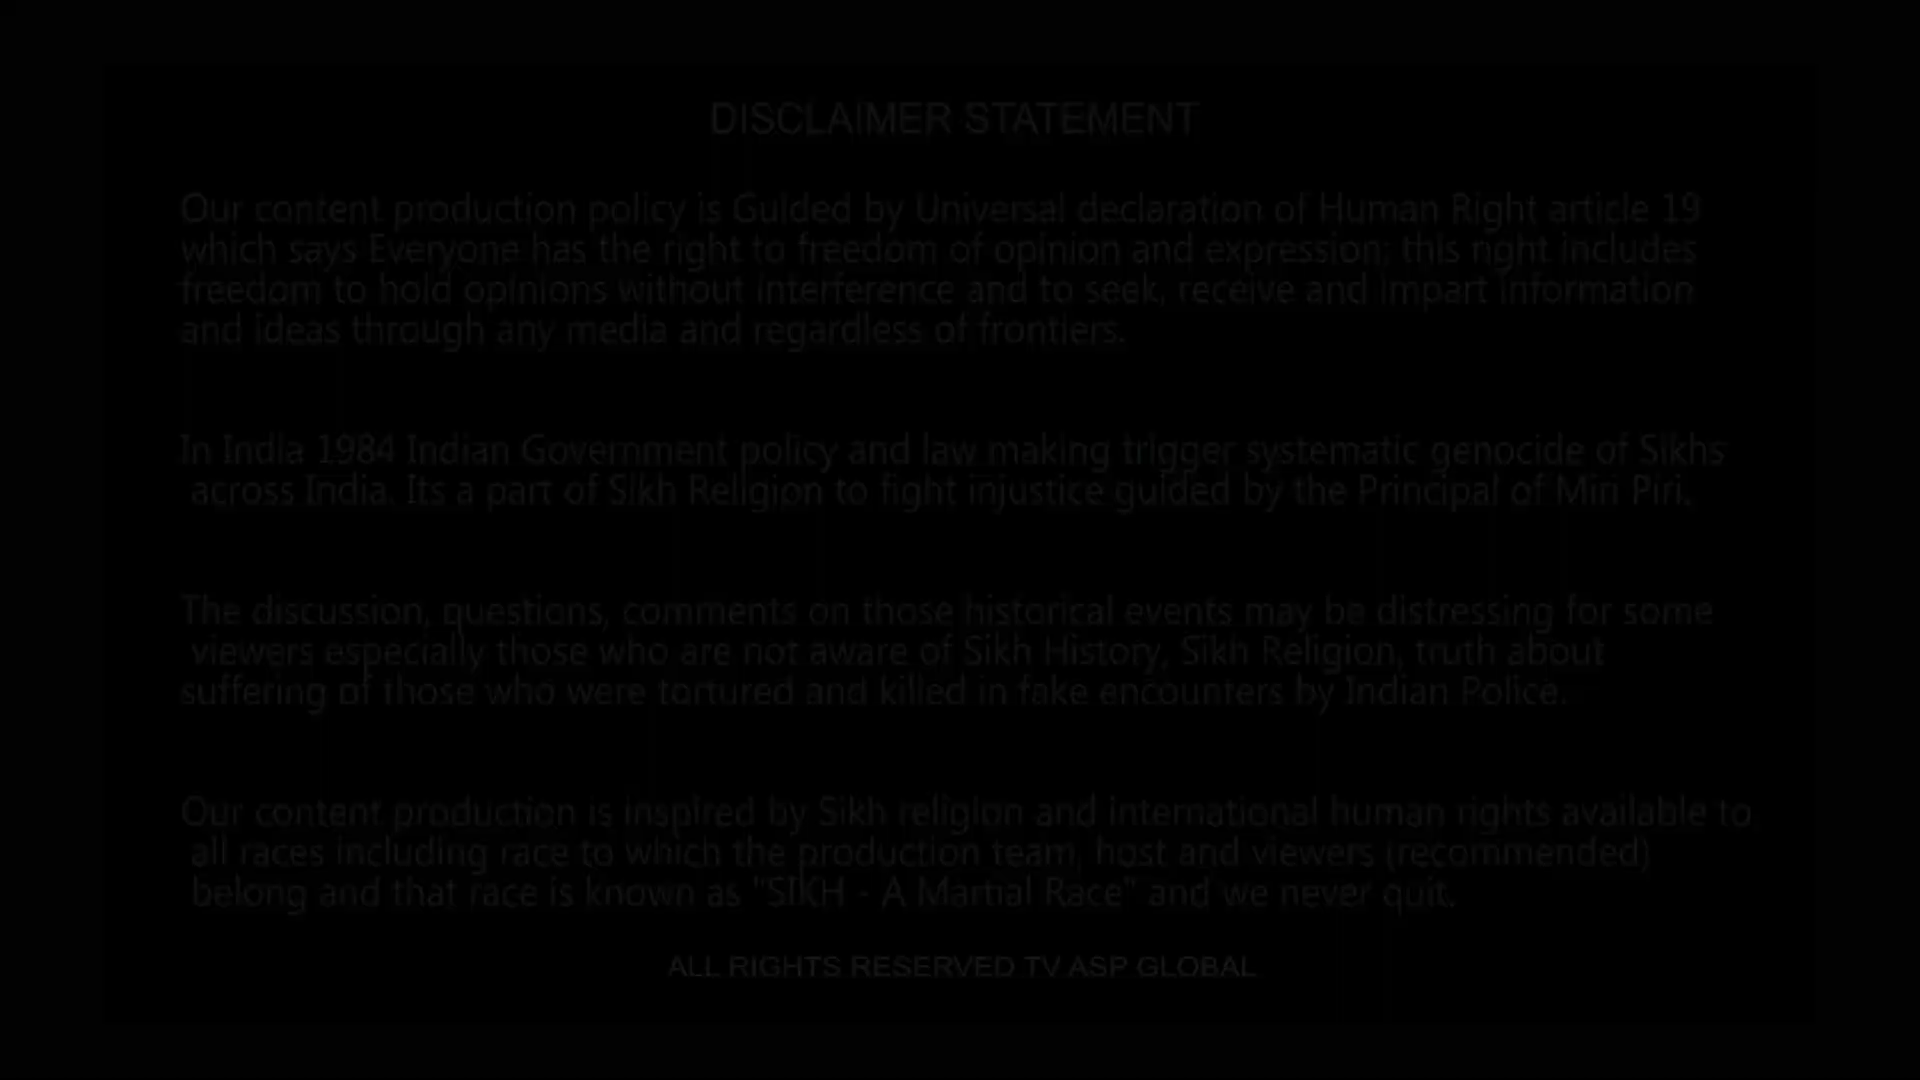 DISCLAIMER STATEMENT
Our content production policy is Guided by Universal declaration of Human Right article 19
which says Everyone has the right to freedom of opinion and expression; this right includes
freedom to hold opinions without interference and to seek, receive and impart information
and ideas through any media and regardless of frontiers.
In India 1984 Indian Government policy and law making trigger systematic genocide of Sikhs
across India. Its a part of Sikh Religion to fight injustice guided by the Principal of Miri Piri.
The discussion, questions, comments on those historical events may be distressing for some
viewers especially those who are not aware of Sikh History, Sikh Religion, truth about
suffering of those who were tortured and killed in fake encounters by Indian Police.
Our content production is inspired by Sikh religion and international human rights available to
all races including race to which the production team, host and viewers (recommended)
belong and that race is known as "SIKH - A Martial Race" and we never quit.
ALL RIGHTS RESERVED TV ASP GLOBAL